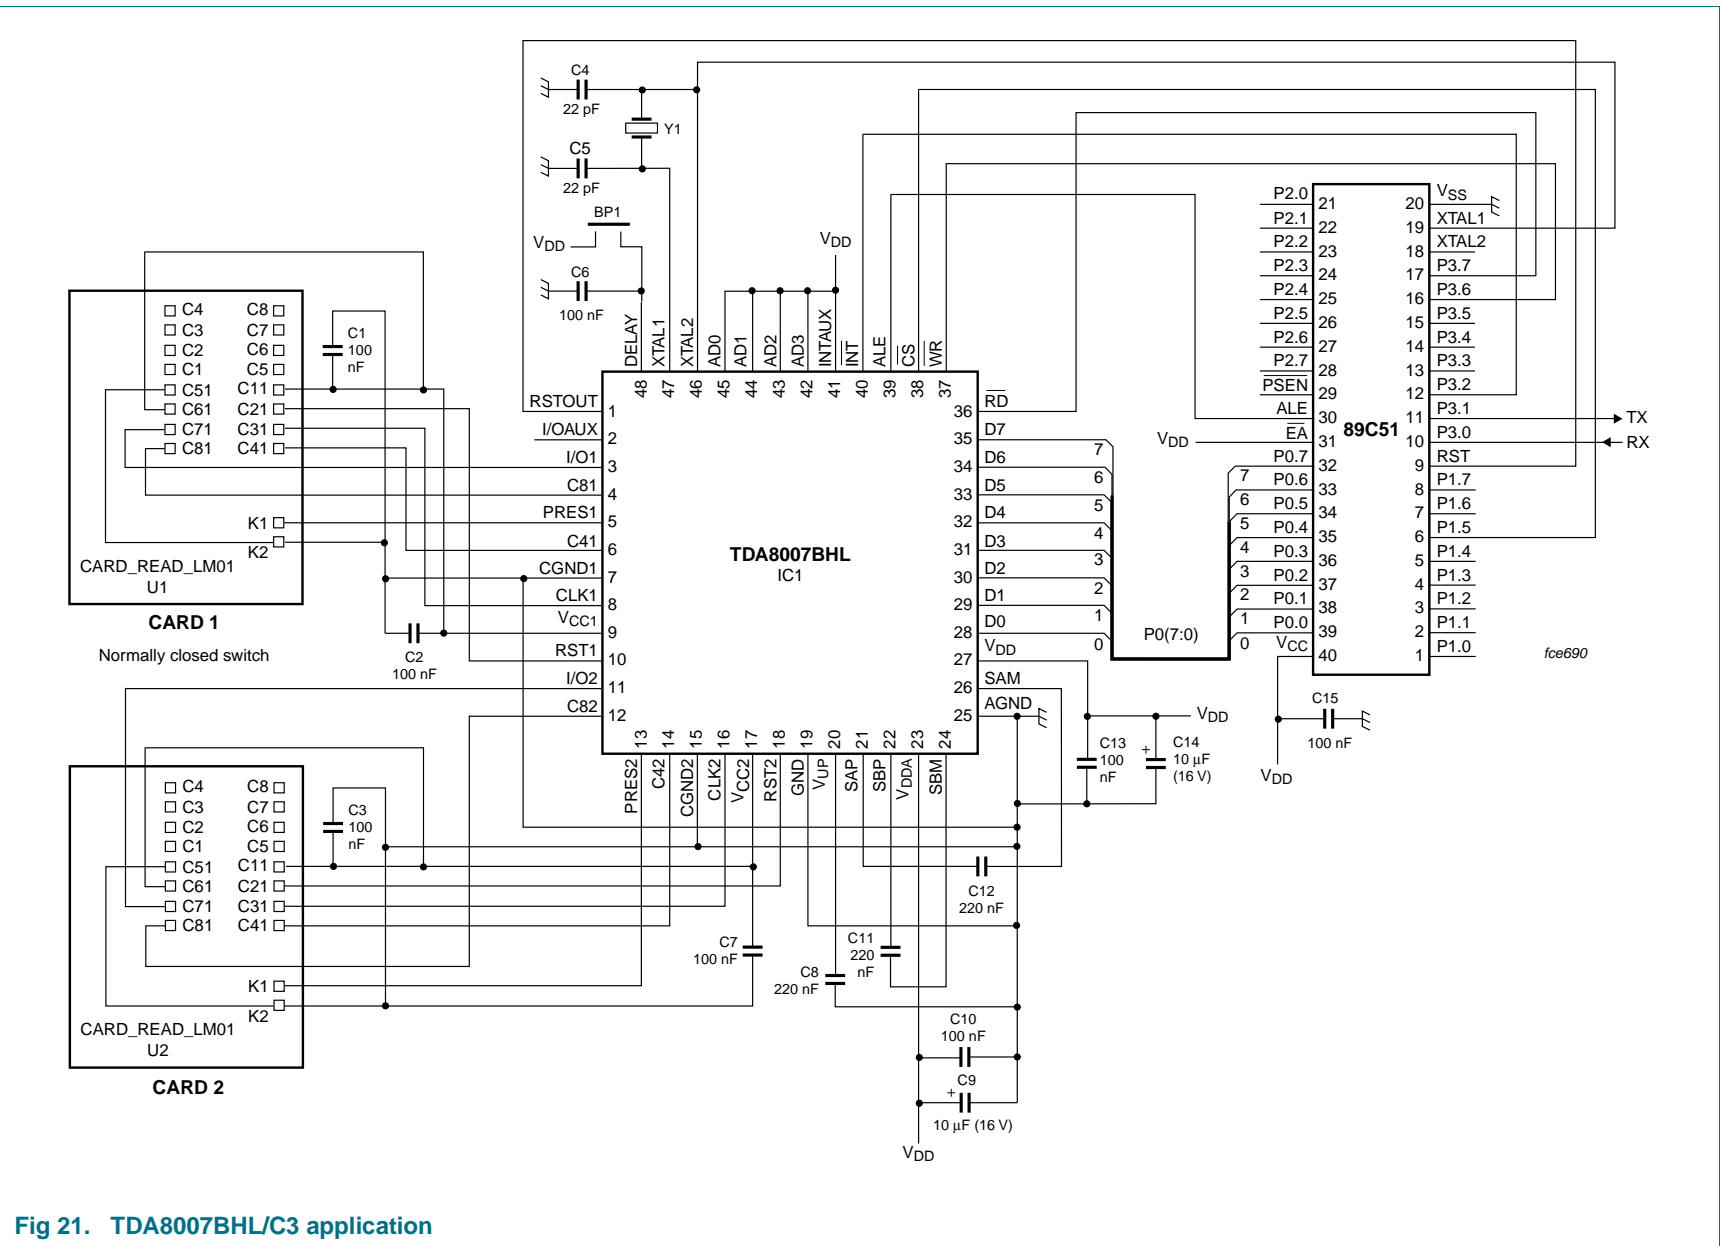 C4
22 pF
Y1
C5
22 pF
BP1
VDD
C6
100 nF
VDD
DELAY
XTAL1
XTAL2
AD0
AD1
AD2
AD3
INTAUX
INT
ALE
CS
WR
48
47
46
45
44
43
42
41
40
39
38
37
CARD_READ_LM01
U1
CARD 1
Normally closed switch
C4
C3
C2
C1
C51
C61
C71
C81
C8
C7
C6
C5
C11
C21
C31
C41
K1
K2
C1
100
nF
C2
100 nF
RSTOUT 1
I/OAUX 2
I/O1 3
C81 4
PRES1 5
C41 6
CGND1 7
CLK1 8
VCC1 9
RST1 10
I/O2 11
C82 12
TDA8007BHL
IC1
36 RD
35 D7
34 D6
33 D5
32 D4
31 D3
30 D2
29 D1
28 D0
27 VDD
26 SAM
25 AGND
7
6
5
4
3
2
1
0
P0(7:0)
7
6
5
4
3
2
1
0
13
14
15
16
17
18
19
20
21
22
23
24
PRES2
C42
CGND2
CLK2
VCC2
RST2
GND
VUP
SAP
SBP
VDDA
SBM
P2.0 21
P2.1 22
P2.2 23
P2.3 24
P2.4 25
P2.5 26
P2.6 27
P2.7 28
PSEN 29
ALE 30
VDD
EA 31
P0.7 32
P0.6 33
P0.5 34
P0.4 35
P0.3 36
P0.2 37
P0.1 38
P0.0 39
VCC 40
89C51
20 VSS
19 XTAL1
18 XTAL2
17 P3.7
16 P3.6
15 P3.5
14 P3.4
13 P3.3
12 P3.2
11 P3.1
TX
10 P3.0
RX
9 RST
8 P1.7
7 P1.6
6 P1.5
5 P1.4
4 P1.3
3 P1.2
2 P1.1
1 P1.0
fce690
C15
100 nF
VDD
VDD
C13
100
nF
+
C14
10 µF
(16 V)
C4
C3
C2
C1
C51
C61
C71
C81
C8
C7
C6
C5
C11
C21
C31
C41
K1
K2
CARD_READ_LM01
U2
CARD 2
C3
100
nF
C7
100 nF
C8
220 nF
C11
220
nF
C12
220 nF
C10
100 nF
C9
+
10 µF (16 V)
VDD
Fig 21. TDA8007BHL/C3 application